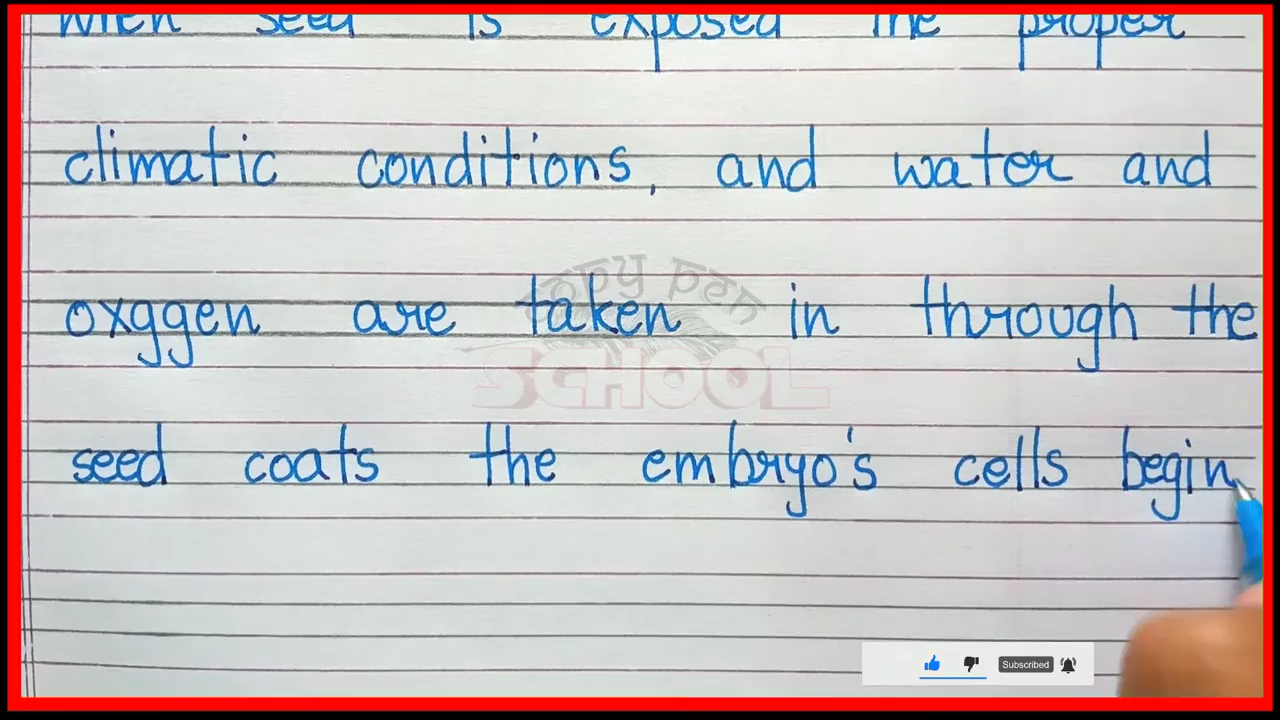 when seed is exposed the proper
climatic conditions, and water and
oxggen are taken in through the
seed coats the embryo's cells begin
copy पेन
SCHOOL
Subscribed